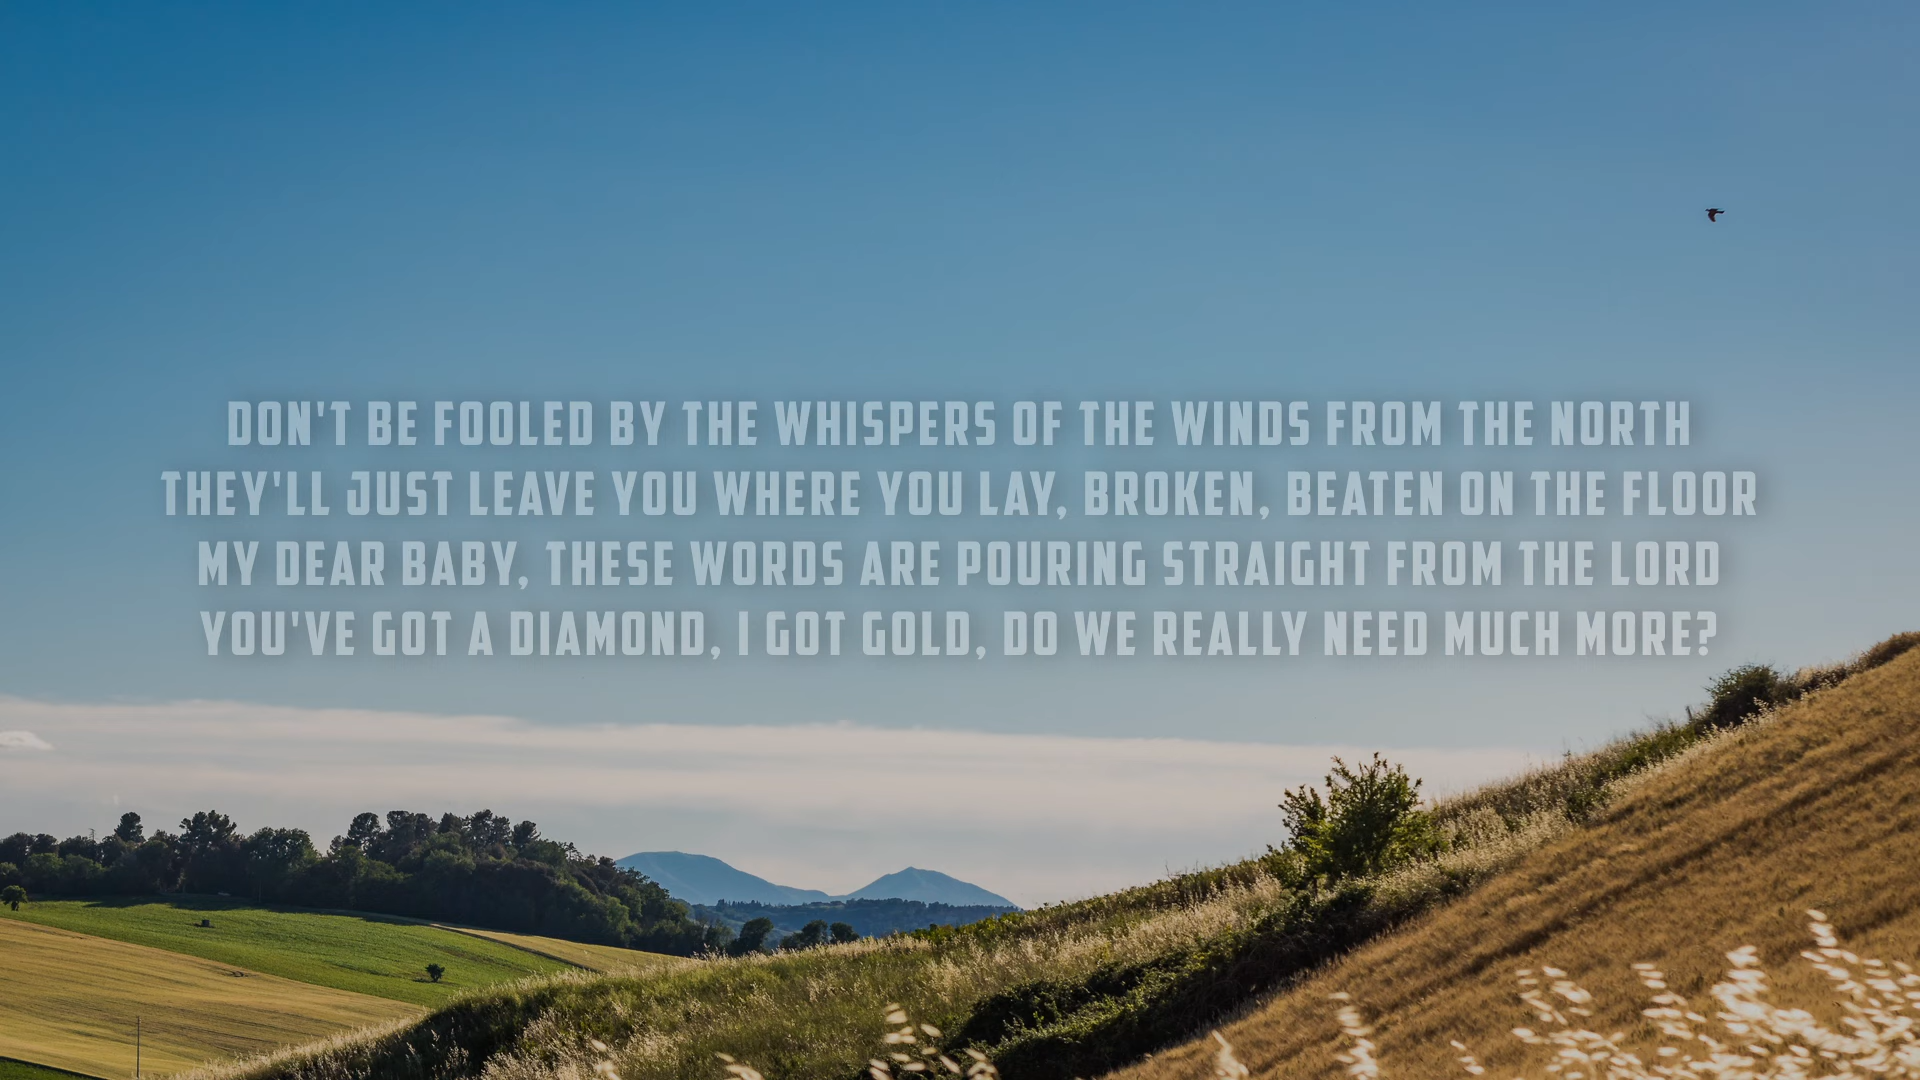 DON'T BE FOOLED BY THE WHISPERS OF THE WINDS FROM THE NORTH
THEY'LL JUST LEAVE YOU WHERE YOU LAY, BROKEN, BEATEN ON THE FLOOR
MY DEAR BABY, THESE WORDS ARE POURING STRAIGHT FROM THE LORD
YOU'VE GOT A DIAMOND, I GOT GOLD, DO WE REALLY NEED MUCH MORE?